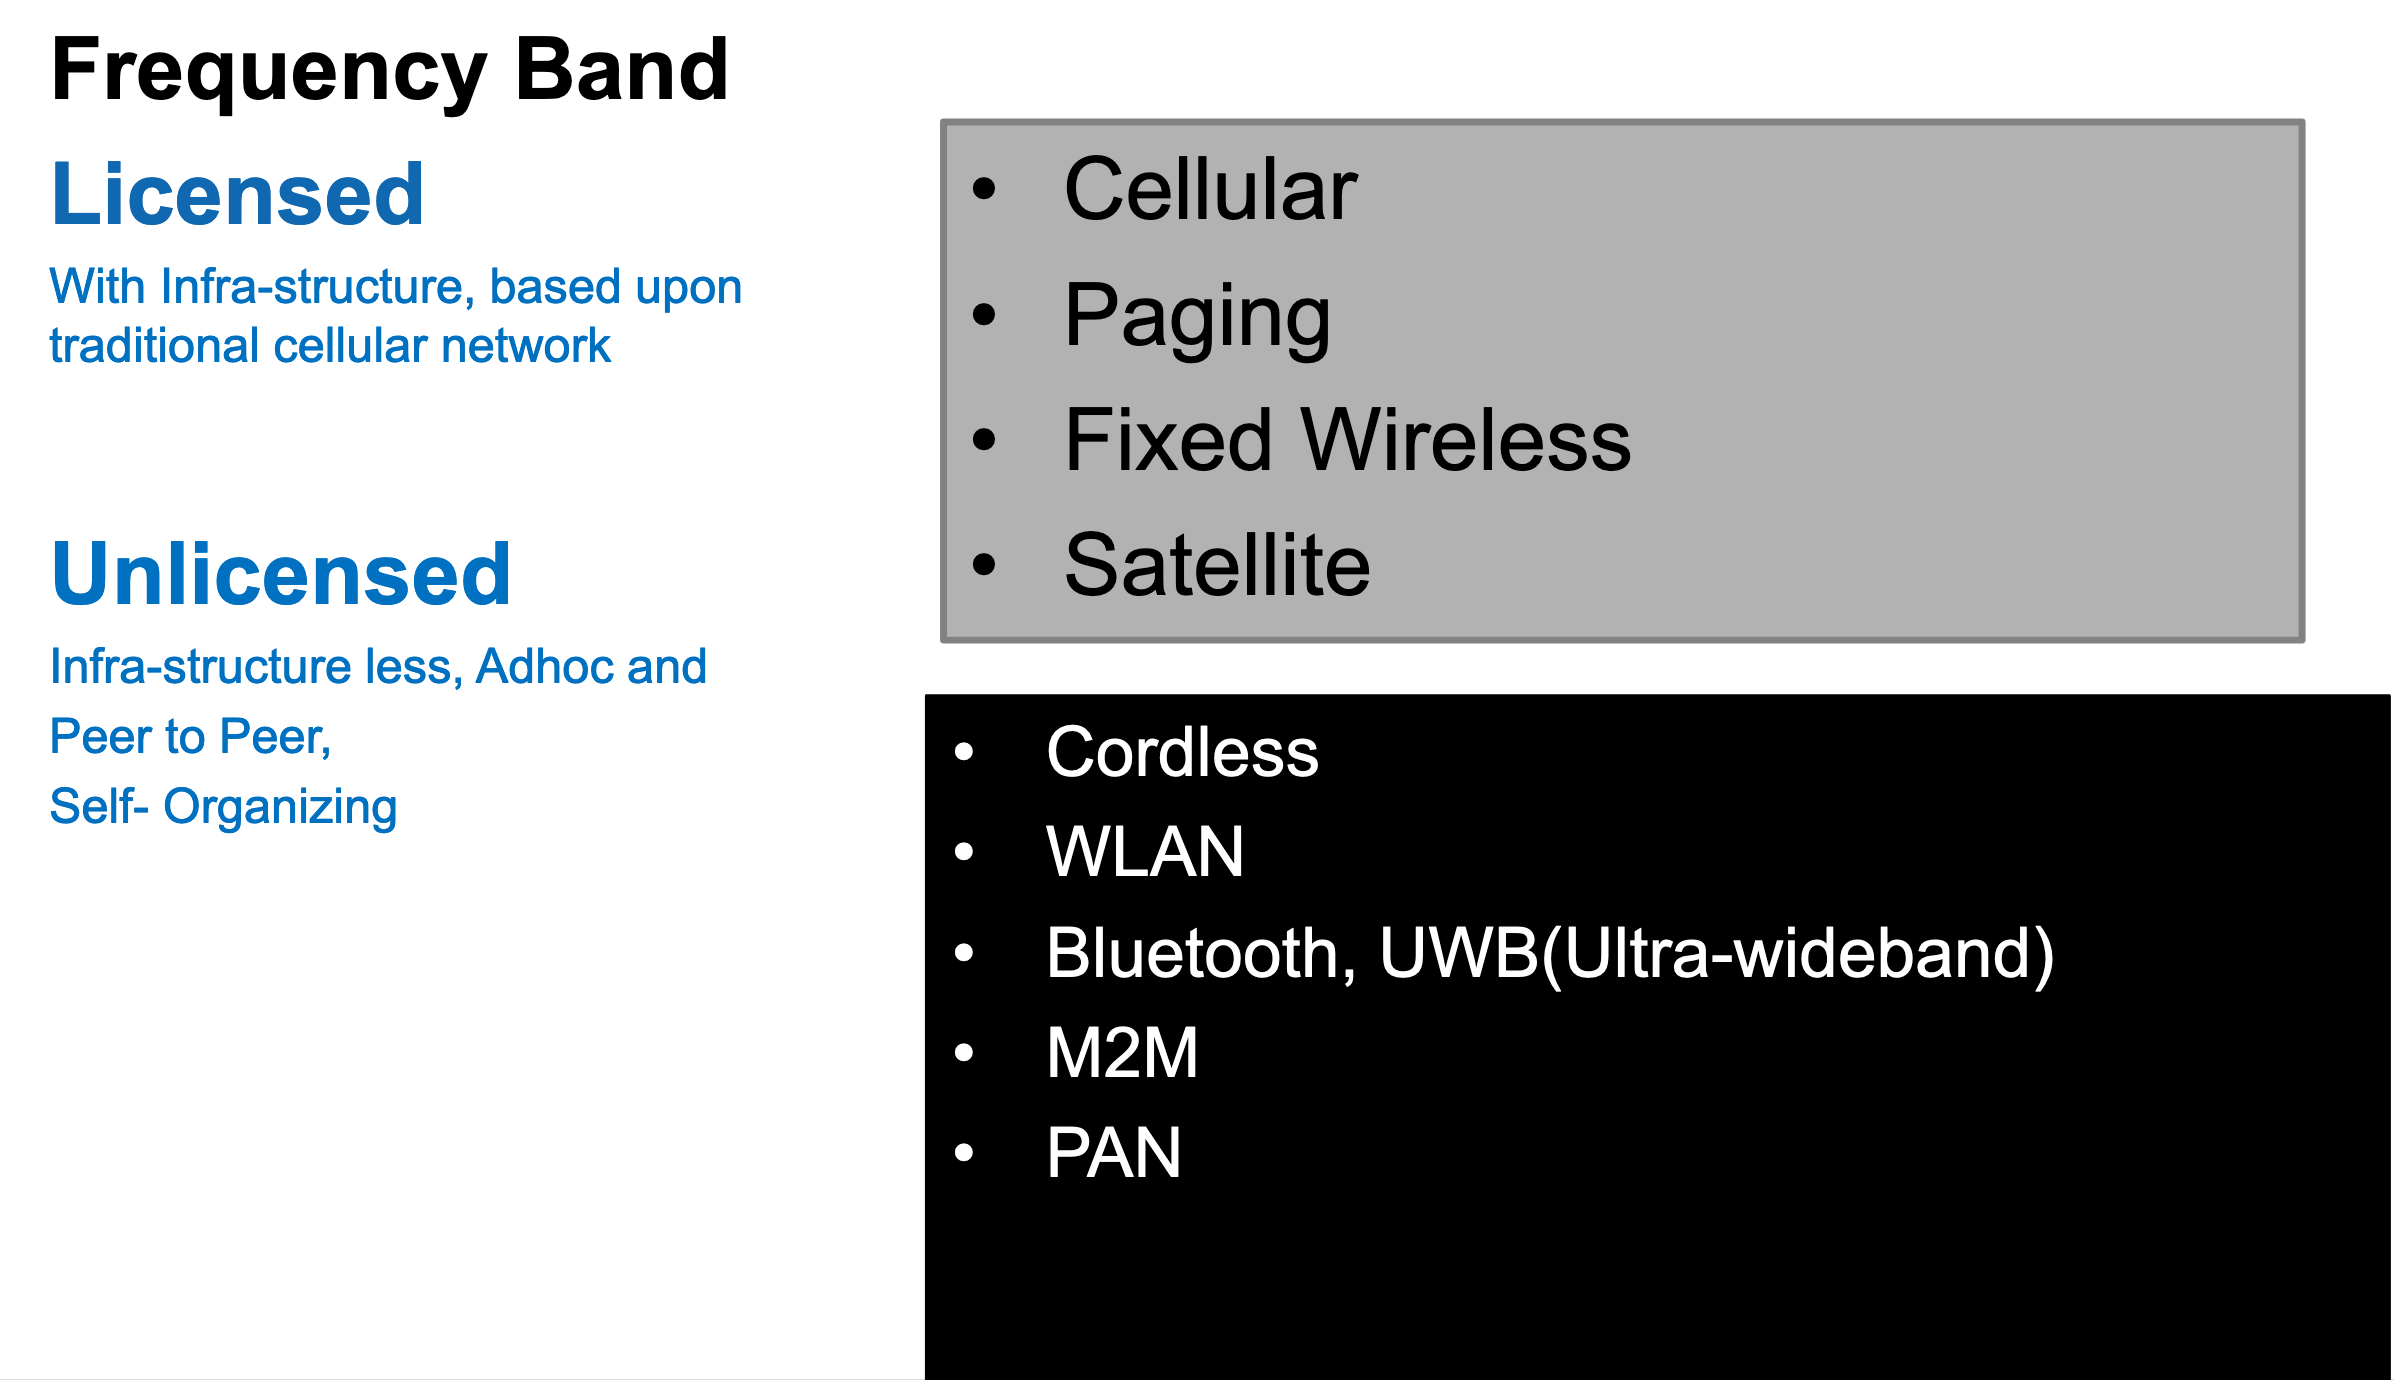 Frequency Band
Licensed
With Infra-structure, based upon
traditional cellular network
• Cellular
• Paging
• Fixed Wireless
• Satellite
Unlicensed
Infra-structure less, Adhoc and
Peer to Peer,
Self- Organizing
• Cordless
• WLAN
• Bluetooth, UWB(Ultra-wideband)
• M2M
• PAN